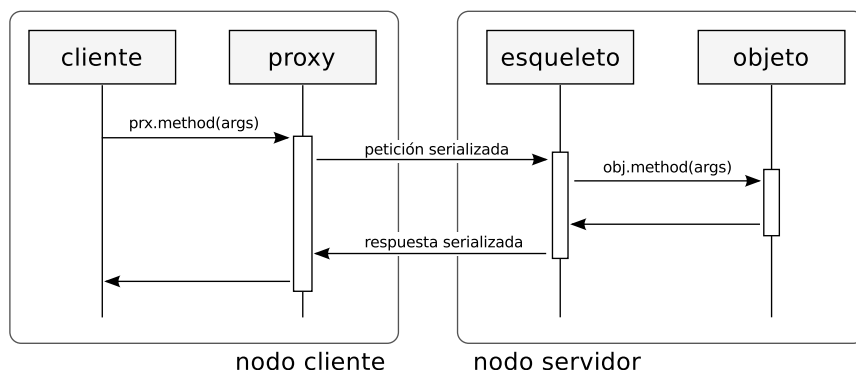 cliente
proxy
esqueleto
objeto
prx.method(args)
petición serializada
obj.method(args)
respuesta serializada
nodo cliente
nodo servidor